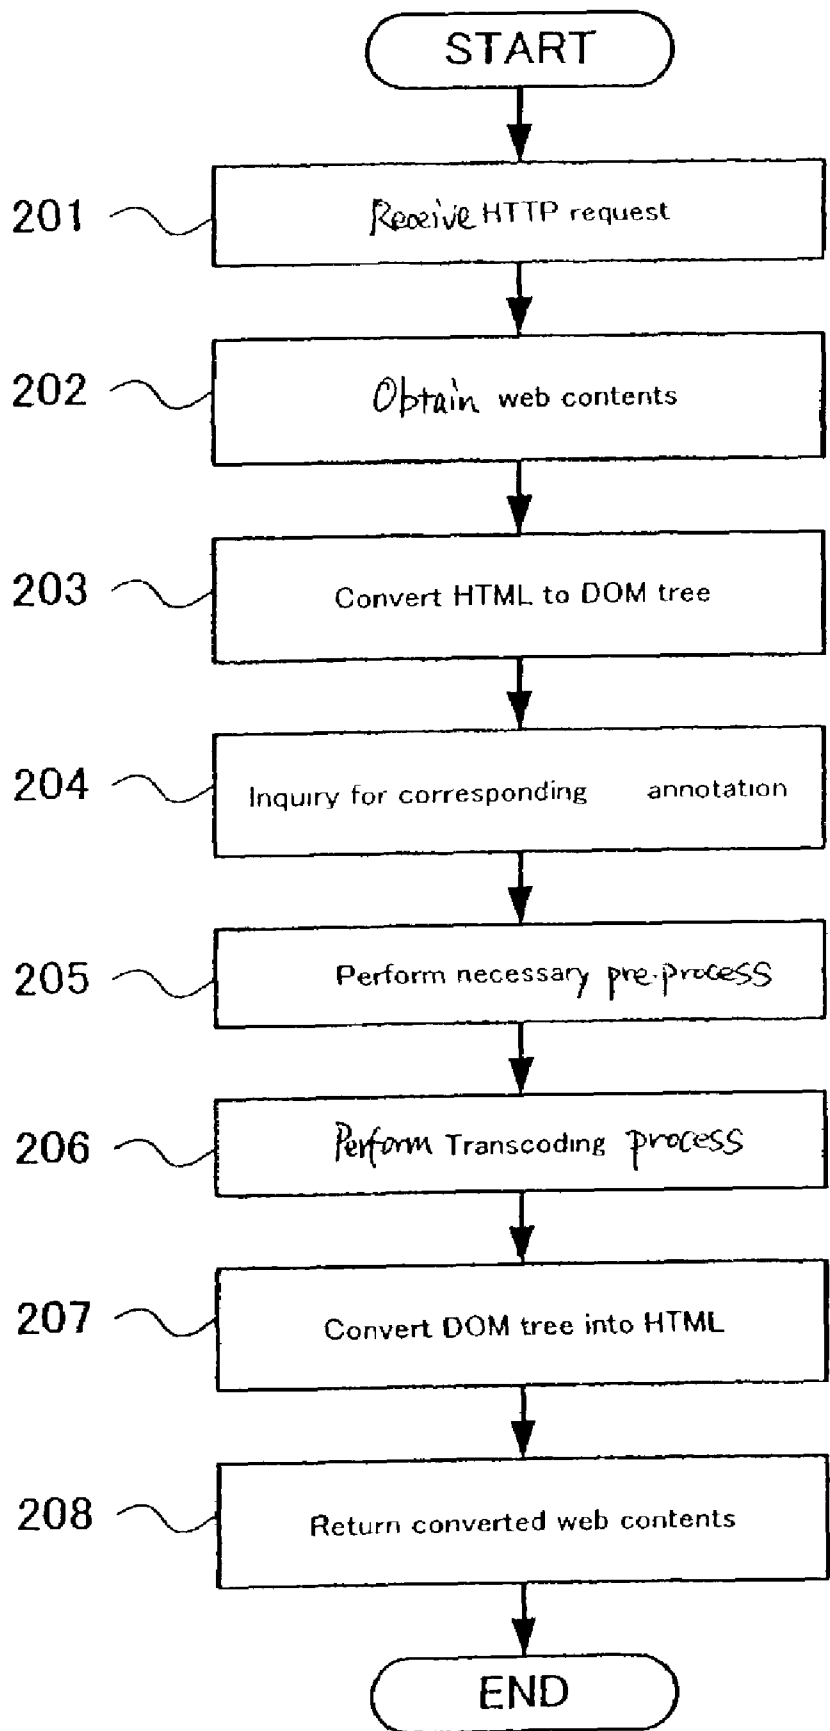 START
201 Receive HTTP request
202 Obtain web contents
203 Convert HTML to DOM tree
204 Inquiry for corresponding annotation
205 Perform necessary pre-process
206 Perform Transcoding process
207 Convert DOM tree into HTML
208 Return converted web contents
END